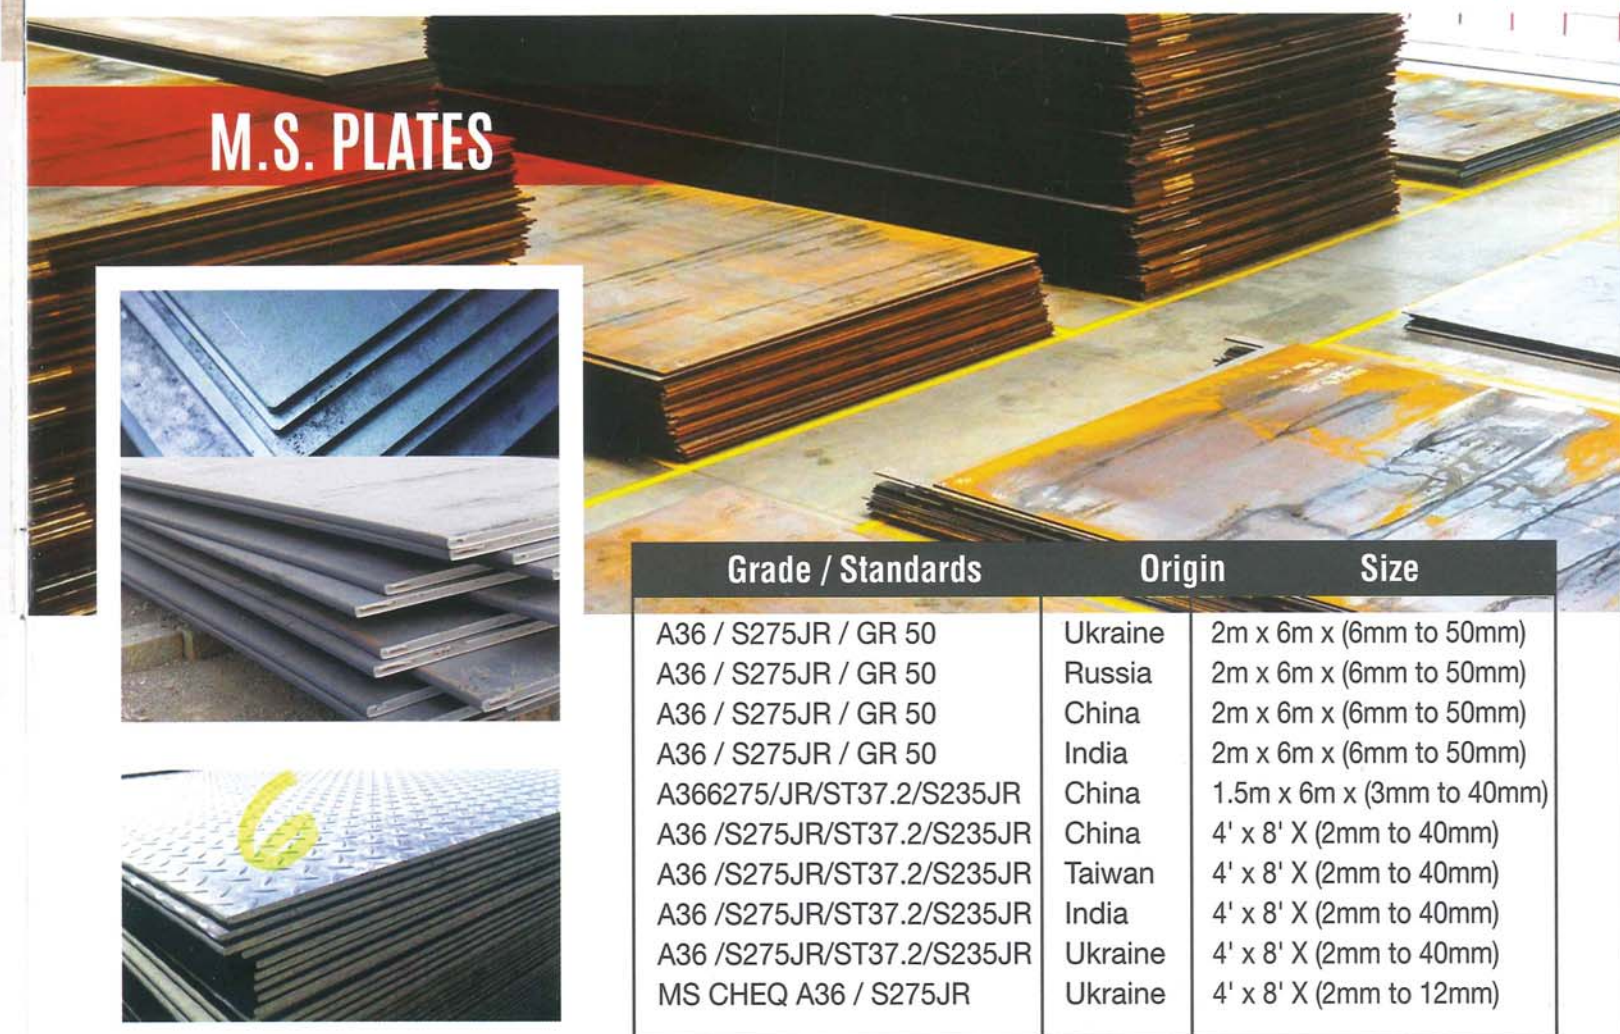 M.S. PLATES
6
Grade / Standards Origin Size
A36 / S275JR / GR 50 Ukraine 2m x 6m x (6mm to 50mm)
A36 / S275JR / GR 50 Russia 2m x 6m x (6mm to 50mm)
A36 / S275JR / GR 50 China 2m x 6m x (6mm to 50mm)
A36 / S275JR / GR 50 India 2m x 6m x (6mm to 50mm)
A366275/JR/ST37.2/S235JR China 1.5m x 6m x (3mm to 40mm)
A36 /S275JR/ST37.2/S235JR China 4' x 8' X (2mm to 40mm)
A36 /S275JR/ST37.2/S235JR Taiwan 4' x 8' X (2mm to 40mm)
A36 /S275JR/ST37.2/S235JR India 4' x 8' X (2mm to 40mm)
A36 /S275JR/ST37.2/S235JR Ukraine 4' x 8' X (2mm to 40mm)
MS CHEQ A36 / S275JR Ukraine 4' x 8' X (2mm to 12mm)